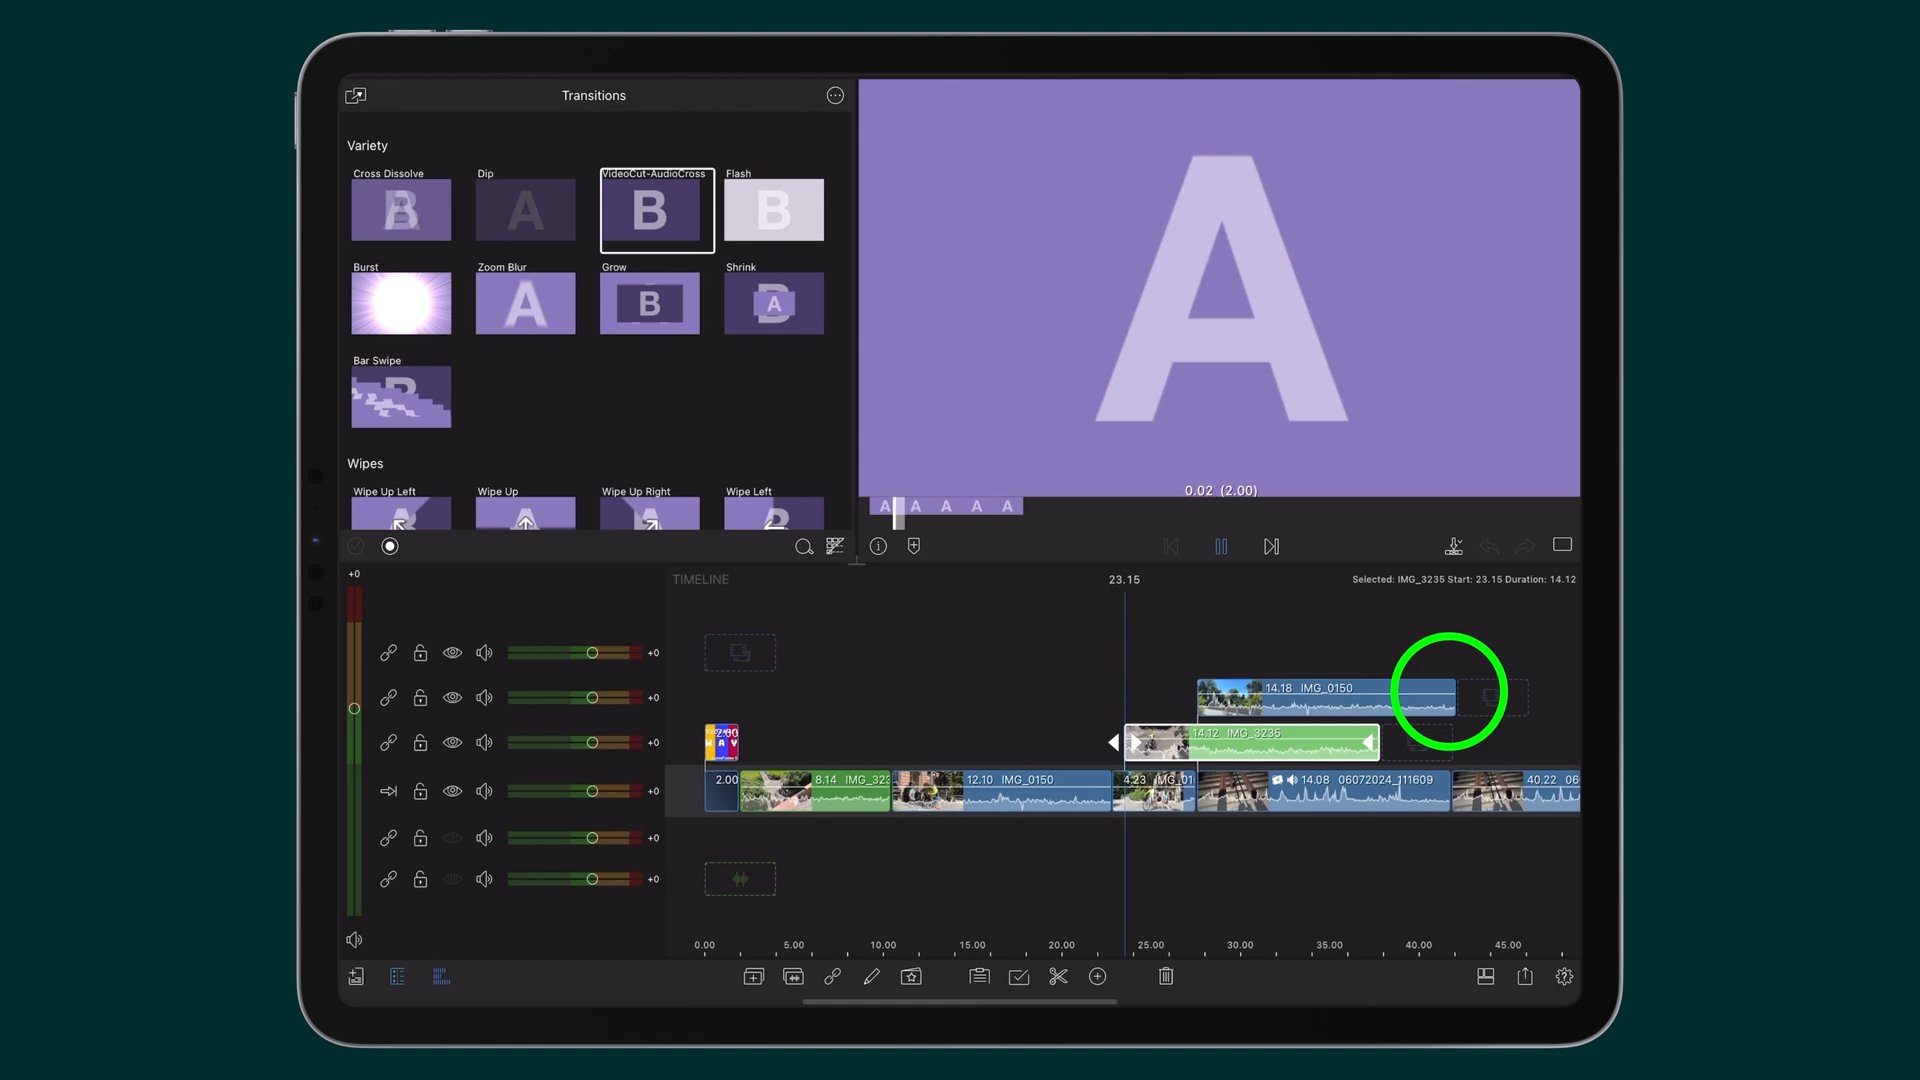 Transitions
Variety
Cross Dissolve
Dip
VideoCut-AudioCross
Flash
B
A
B
B
Burst
Zoom Blur
Grow
Shrink
A
B
A
Bar Swipe
Wipes
Wipe Up Left
Wipe Up
Wipe Up Right
Wipe Left
A
0.02 (2.00)
A A A A A
+0
TIMELINE
23.15
Selected: IMG_3235 Start: 23.15 Duration: 14.12
+0
+0
14.18 IMG_0150
+0
2.00
W A Y
14.12 IMG_3235
+0
2.00
8.14 IMG_323
12.10 IMG_0150
4.23 IMG_01
14.08 06072024_111609
40.22 06
+0
+0
0.00 5.00 10.00 15.00 20.00 25.00 30.00 35.00 40.00 45.00